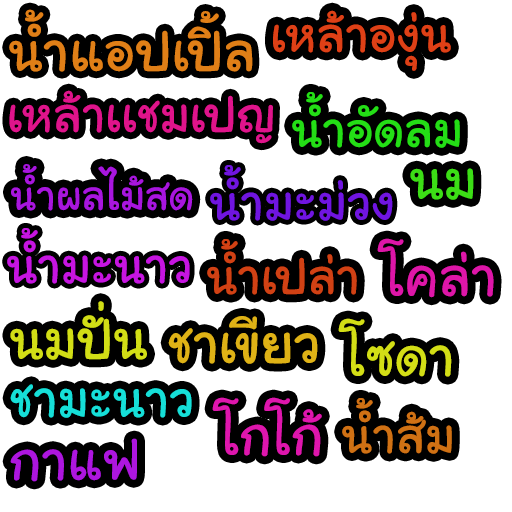 น้ำแอปเปิ้ล เหล้าองุ่น
เหล้าแชมเปญ น้ำอัดลม
น้ำผลไม้สด น้ำมะม่วง นม
น้ำมะนาว น้ำเปล่า โคล่า
นมปั่น ชาเขียว โซดา
ชามะนาว โกโก้ น้ำส้ม
กาแฟ